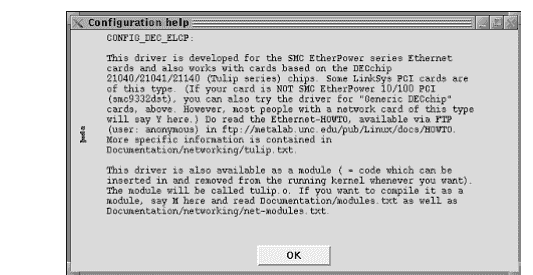 Configuration help
CONFIG_DEC_ELCP:
This driver is developed for the SMC EtherPower series Ethernet
cards and also works with cards based on the DECchip
21040/21041/21140 (Tulip series) chips. Some LinkSys PCI cards are
of this type. (If your card is NOT SMC EtherPower 10/100 PCI
(smc9332dst), you can also try the driver for "Generic DECchip"
cards, above. However, most people with a network card of this type
will say Y here.) Do read the Ethernet-HOWTO, available via FTP
(user: anonymous) in ftp://metalab.unc.edu/pub/Linux/docs/HOWTO.
More specific information is contained in
Documentation/networking/tulip.txt.
This driver is also available as a module ( = code which can be
inserted in and removed from the running kernel whenever you want).
The module will be called tulip.o. If you want to compile it as a
module, say M here and read Documentation/modules.txt as well as
Documentation/networking/net-modules.txt.
OK